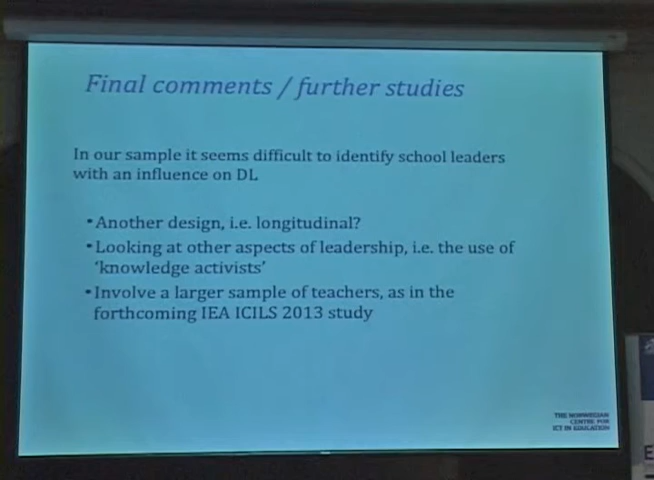 Final comments / further studies
In our sample it seems difficult to identify school leaders
with an influence on DL
• Another design, i.e. longitudinal?
• Looking at other aspects of leadership, i.e. the use of
‘knowledge activists’
• Involve a larger sample of teachers, as in the
forthcoming IEA ICILS 2013 study
THE NORWEGIAN
CENTRE FOR
ICT IN EDUCATION